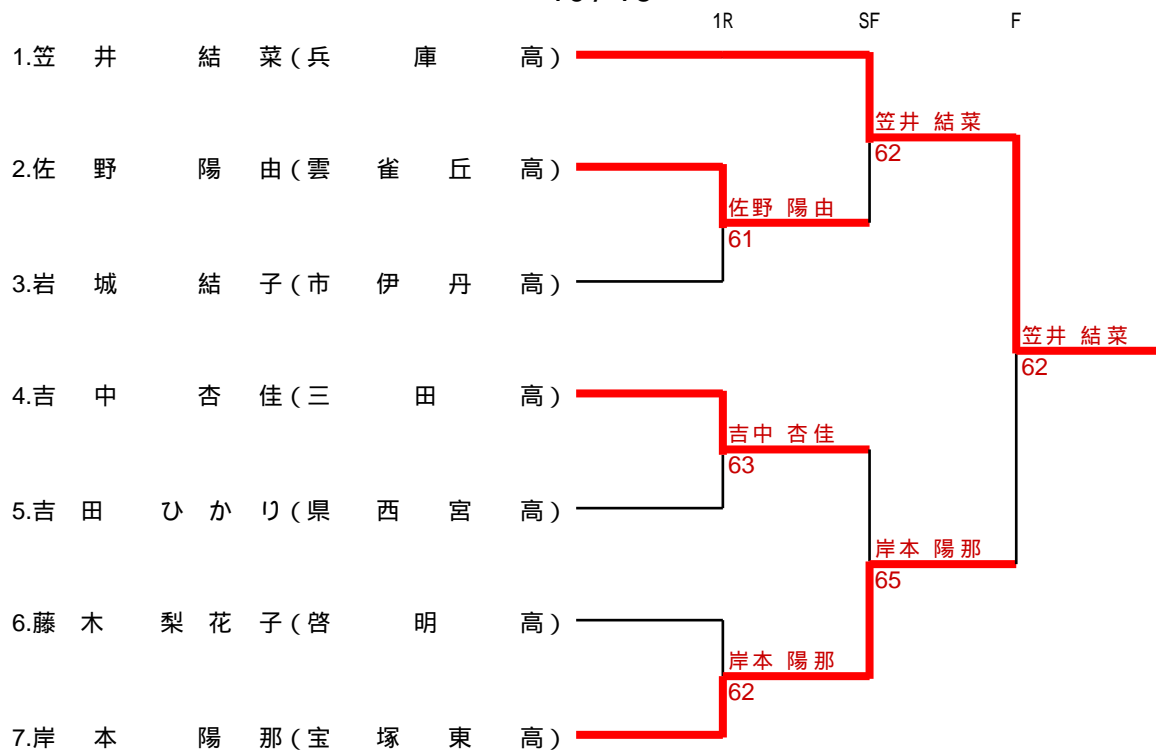 1R SF F
1.笠井 結菜(兵庫高)
笠井 結菜
62
2.佐野 陽由(雲雀丘高)
佐野 陽由
61
3.岩城 結子(市伊丹高)
笠井 結菜
62
4.吉中 杏佳(三田高)
吉中 杏佳
63
5.吉田 ひかり(県西宮高)
岸本 陽那
65
6.藤木 梨花子(啓明高)
岸本 陽那
62
7.岸本 陽那(宝塚東高)